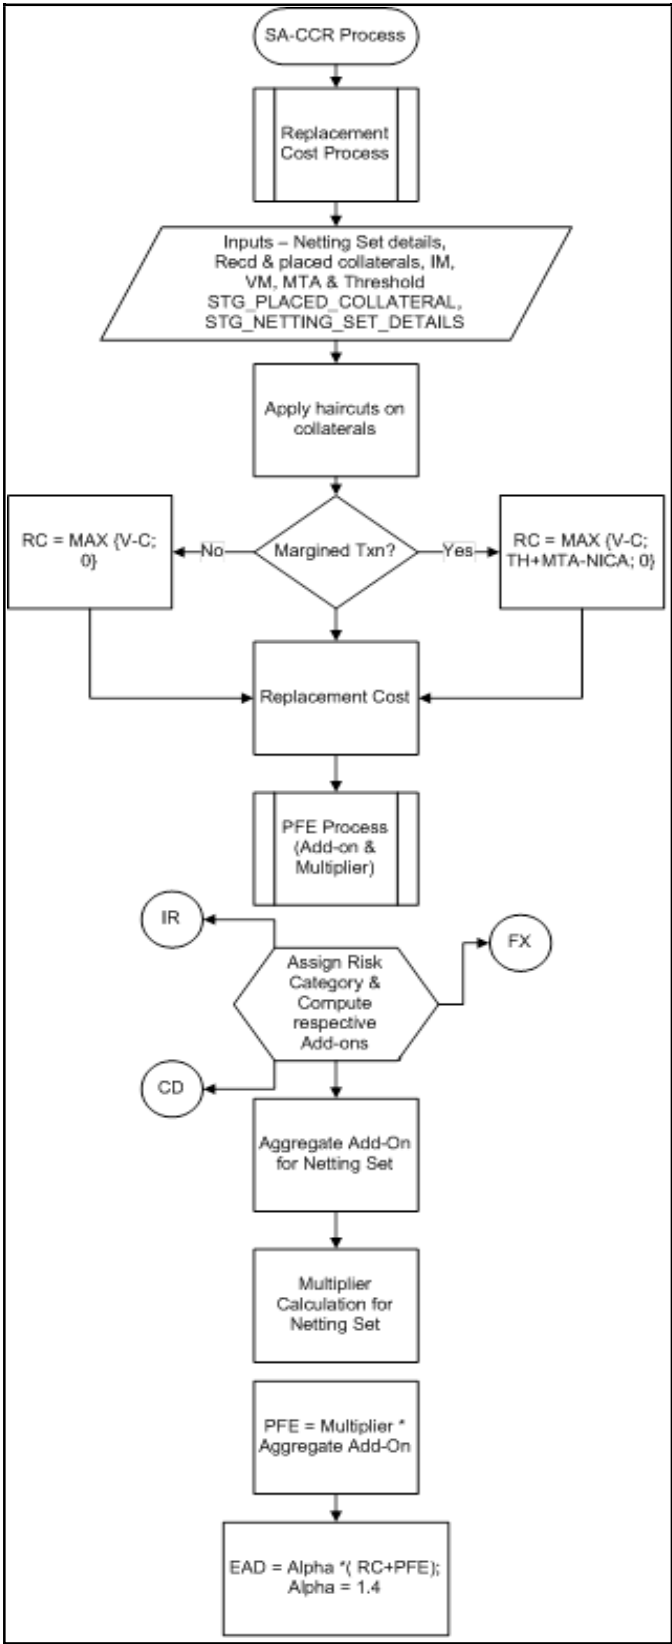 SA-CCR Process
Replacement
Cost Process
Inputs – Netting Set details,
Recd & placed collaterals, IM,
VM, MTA & Threshold
STG_PLACED_COLLATERAL,
STG_NETTING_SET_DETAILS
Apply haircuts on
collaterals
RC = MAX {V-C;
0}
No
Margined Txn?
Yes
RC = MAX {V-C;
TH+MTA-NICA; 0}
Replacement Cost
PFE Process
(Add-on &
Multiplier)
IR
FX
Assign Risk
Category &
Compute
respective
Add-ons
CD
Aggregate Add-On
for Netting Set
Multiplier
Calculation for
Netting Set
PFE = Multiplier *
Aggregate Add-On
EAD = Alpha *( RC+PFE);
Alpha = 1.4